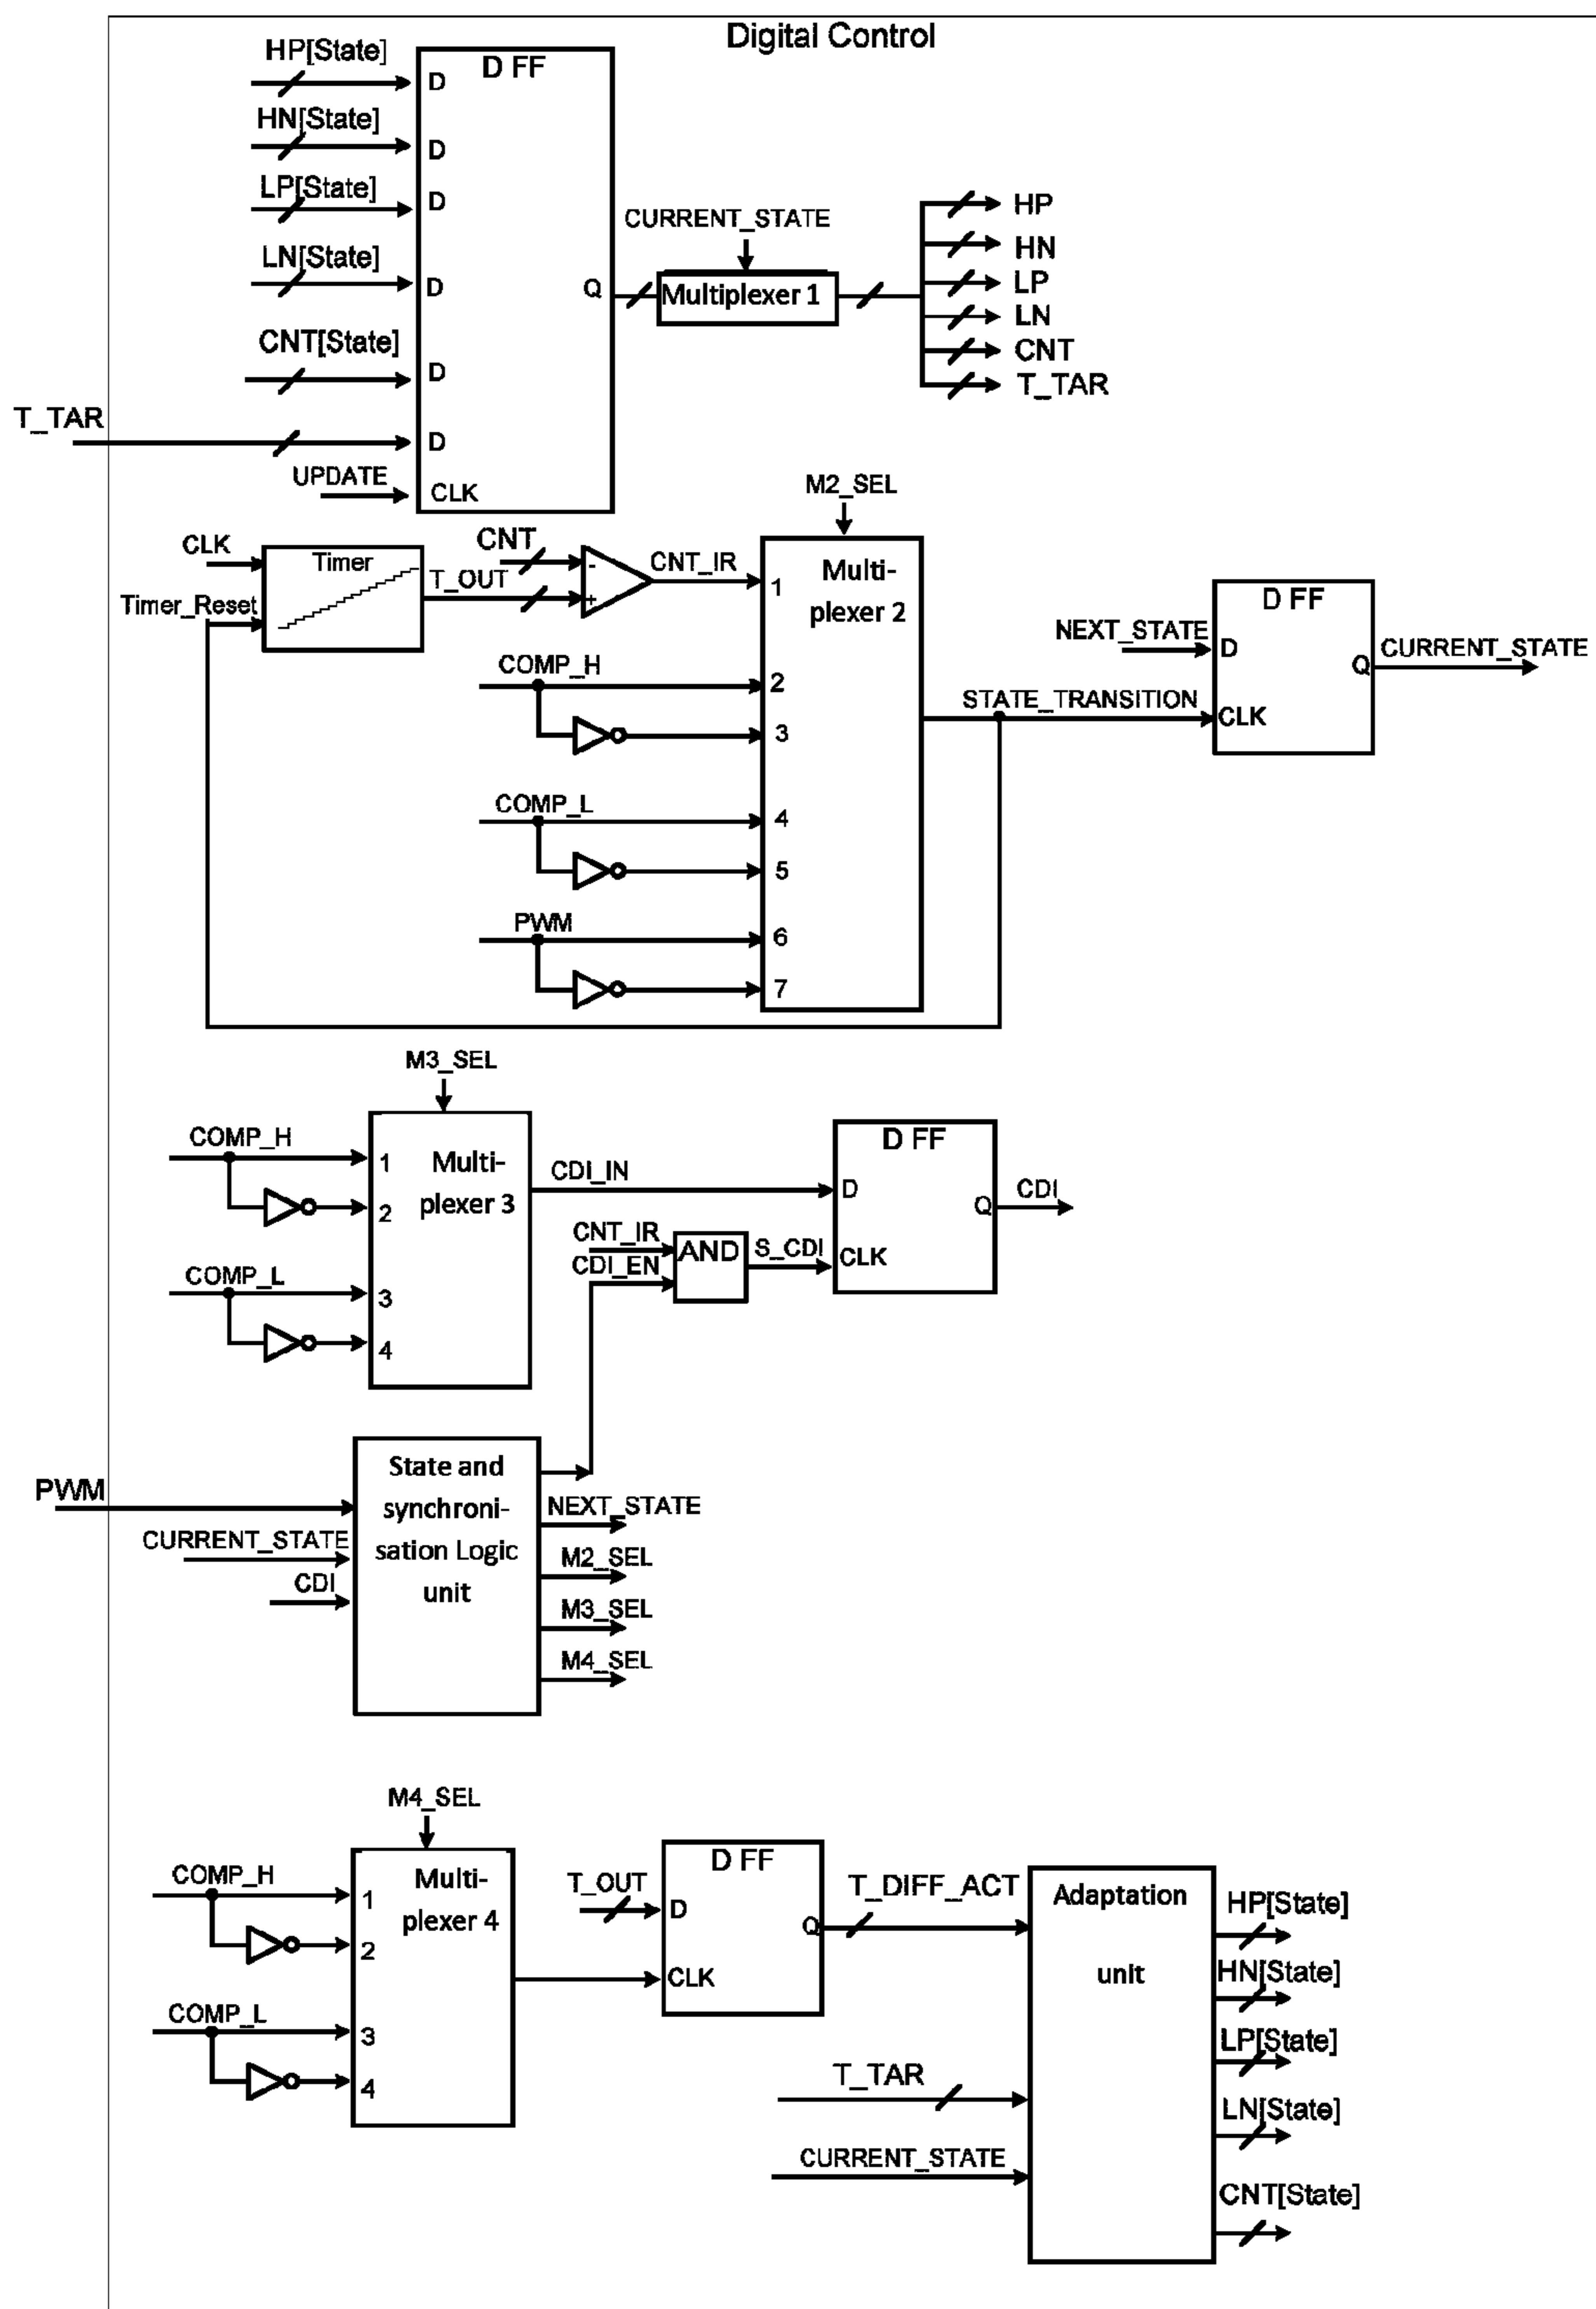 Digital Control
HP[State]
D FF
D
HN[State]
D
LP[State]
D
LN[State]
D
Q
CURRENT_STATE
Multiplexer 1
HP
HN
LP
LN
CNT
T_TAR
CNT[State]
D
T_TAR
D
UPDATE
CLK
M2_SEL
CLK
Timer
Timer_Reset
T_OUT
CNT
-
+
CNT_IR
1
Multi-
plexer 2
COMP_H
2
3
COMP_L
4
5
PWM
6
7
STATE_TRANSITION
NEXT_STATE
D FF
D
Q
CURRENT_STATE
CLK
M3_SEL
COMP_H
1
Multi-
plexer 3
2
COMP_L
3
4
CDI_IN
D FF
D
Q
CDI
CNT_IR
CDI_EN
AND
S_CDI
CLK
PWM
CURRENT_STATE
CDI
State and
synchroni-
sation Logic
unit
NEXT_STATE
M2_SEL
M3_SEL
M4_SEL
M4_SEL
COMP_H
1
Multi-
plexer 4
2
COMP_L
3
4
T_OUT
D FF
D
Q
CLK
T_DIFF_ACT
T_TAR
CURRENT_STATE
Adaptation
unit
HP[State]
HN[State]
LP[State]
LN[State]
CNT[State]